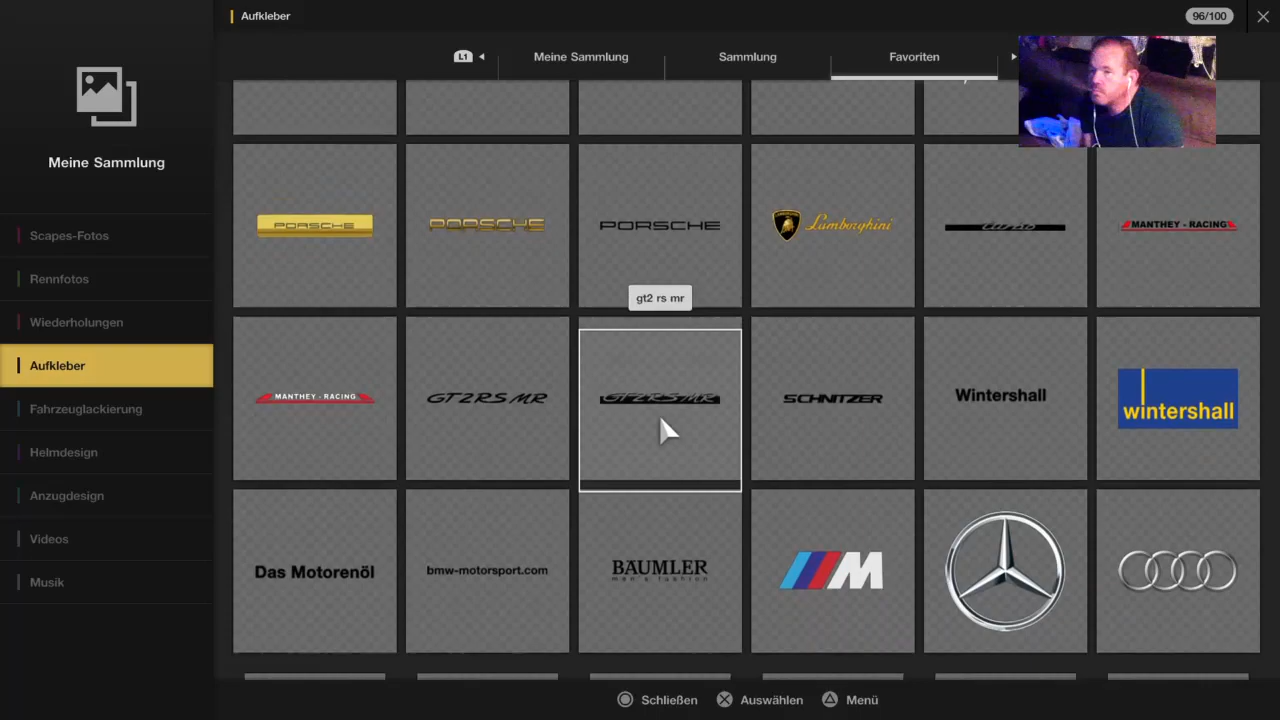 Aufkleber
96/100
L1
Meine Sammlung
Sammlung
Favoriten
Meine Sammlung
Scapes-Fotos
Rennfotos
Wiederholungen
Aufkleber
Fahrzeuglackierung
Helmdesign
Anzugdesign
Videos
Musik
PORSCHE
PORSCHE
PORSCHE
Lamborghini
turbo
MANTHEY-RACING
gt2 rs mr
MANTHEY-RACING
GT2RS MR
GT2RS MR
SCHNITZER
Wintershall
wintershall
Das Motorenöl
bmw-motorsport.com
BÄUMLER
men's fashion
M
Schließen
Auswählen
Menü